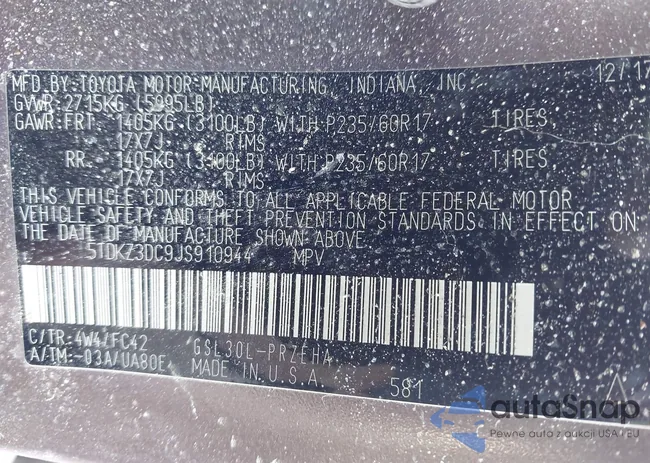 MFD.BY:TOYOTA MOTOR MANUFACTURING, INDIANA, INC. 12/17
GVWR:2715KG (5995LB)
GAWR:FRT 1405KG (3100LB) WITH P235/60R17 TIRES
17X7J RIMS
RR 1405KG (3100LB) WITH P235/60R17 TIRES
17X7J RIMS
THIS VEHICLE CONFORMS TO ALL APPLICABLE FEDERAL MOTOR
VEHICLE SAFETY AND THEFT PREVENTION STANDARDS IN EFFECT ON
THE DATE OF MANUFACTURE SHOWN ABOVE.
5TDKZ3DC9JS910944 MPV
C/TR:4W4/FC42 GSL30L-PRZEHA
A/TM:-03A/UA80E MADE IN U.S.A. 581
autoSnap
Pewne auta z aukcji USA i EU